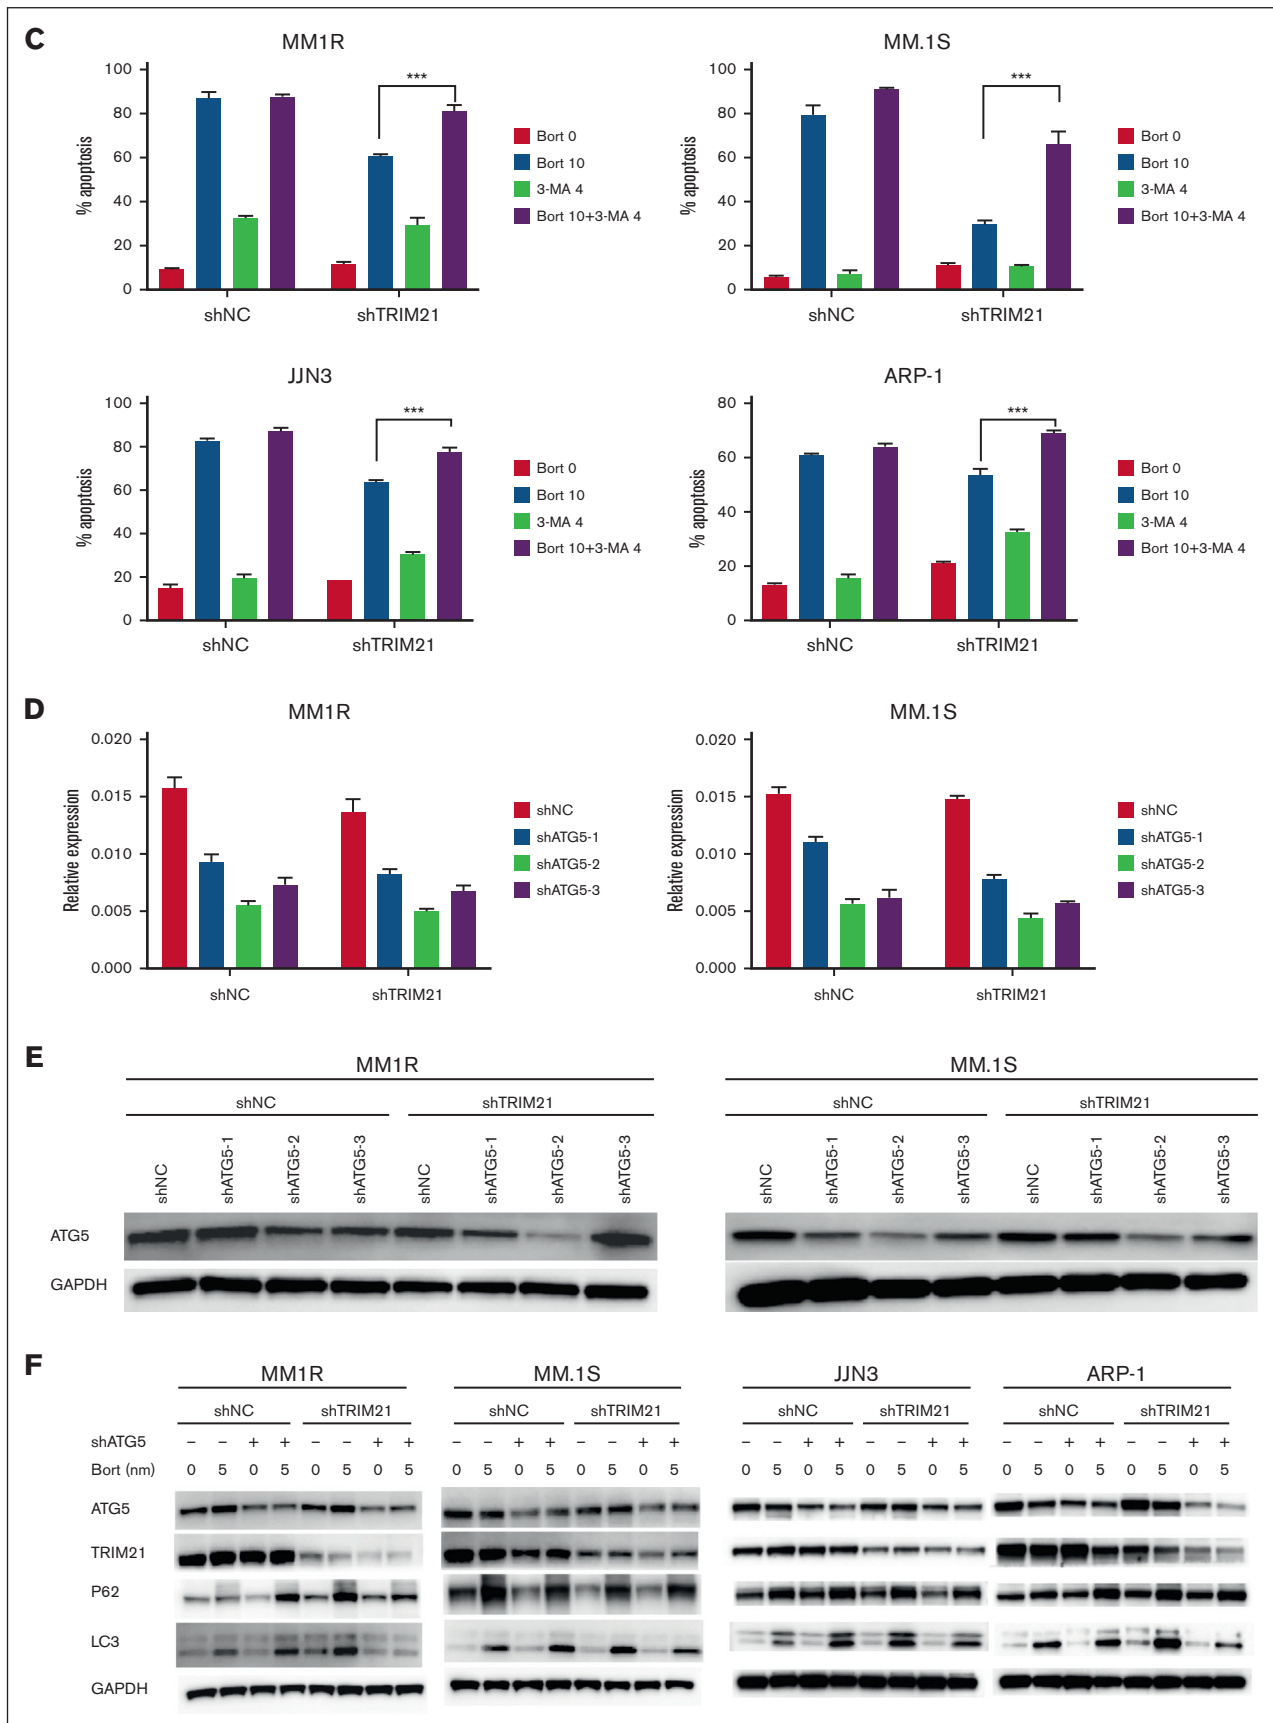 C
MM1R
MM.1S
% apoptosis
100
80
60
40
20
0
***
shNC
shTRIM21
Bort 0
Bort 10
3-MA 4
Bort 10+3-MA 4
% apoptosis
100
80
60
40
20
0
***
shNC
shTRIM21
Bort 0
Bort 10
3-MA 4
Bort 10+3-MA 4
JJN3
ARP-1
% apoptosis
100
80
60
40
20
0
***
shNC
shTRIM21
Bort 0
Bort 10
3-MA 4
Bort 10+3-MA 4
% apoptosis
80
60
40
20
0
***
shNC
shTRIM21
Bort 0
Bort 10
3-MA 4
Bort 10+3-MA 4
D
MM1R
MM.1S
Relative expression
0.020
0.015
0.010
0.005
0.000
shNC
shTRIM21
shNC
shATG5-1
shATG5-2
shATG5-3
Relative expression
0.020
0.015
0.010
0.005
0.000
shNC
shTRIM21
shNC
shATG5-1
shATG5-2
shATG5-3
E
MM1R
MM.1S
shNC shTRIM21 shNC shTRIM21
shNC shATG5-1 shATG5-2 shATG5-3 shNC shATG5-1 shATG5-2 shATG5-3 shNC shATG5-1 shATG5-2 shATG5-3 shNC shATG5-1 shATG5-2 shATG5-3
ATG5
GAPDH
F
MM1R MM.1S JJN3 ARP-1
shNC shTRIM21 shNC shTRIM21 shNC shTRIM21 shNC shTRIM21
shATG5 – – + + – – + + – – + + – – + + – – + + – – + + – – + + – – + +
Bort (nm) 0 5 0 5 0 5 0 5 0 5 0 5 0 5 0 5 0 5 0 5 0 5 0 5 0 5 0 5 0 5 0 5
ATG5
TRIM21
P62
LC3
GAPDH